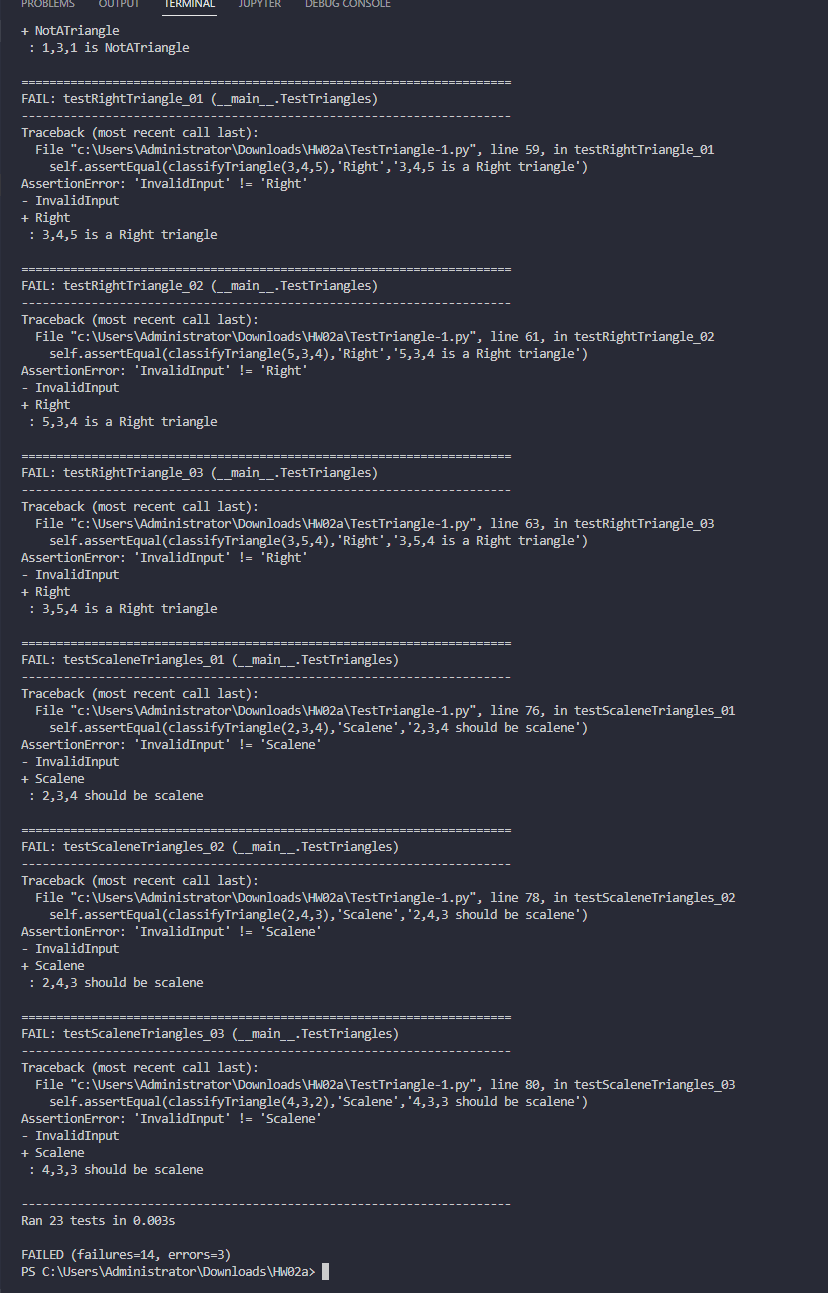 PROBLEMS OUTPUT TERMINAL JUPYTER DEBUG CONSOLE
+ NotATriangle
 : 1,3,1 is NotATriangle
======================================================================
FAIL: testRightTriangle_01 (__main__.TestTriangles)
----------------------------------------------------------------------
Traceback (most recent call last):
  File "c:\Users\Administrator\Downloads\HW02a\TestTriangle-1.py", line 59, in testRightTriangle_01
    self.assertEqual(classifyTriangle(3,4,5),'Right','3,4,5 is a Right triangle')
AssertionError: 'InvalidInput' != 'Right'
- InvalidInput
+ Right
 : 3,4,5 is a Right triangle
======================================================================
FAIL: testRightTriangle_02 (__main__.TestTriangles)
----------------------------------------------------------------------
Traceback (most recent call last):
  File "c:\Users\Administrator\Downloads\HW02a\TestTriangle-1.py", line 61, in testRightTriangle_02
    self.assertEqual(classifyTriangle(5,3,4),'Right','5,3,4 is a Right triangle')
AssertionError: 'InvalidInput' != 'Right'
- InvalidInput
+ Right
 : 5,3,4 is a Right triangle
======================================================================
FAIL: testRightTriangle_03 (__main__.TestTriangles)
----------------------------------------------------------------------
Traceback (most recent call last):
  File "c:\Users\Administrator\Downloads\HW02a\TestTriangle-1.py", line 63, in testRightTriangle_03
    self.assertEqual(classifyTriangle(3,5,4),'Right','3,5,4 is a Right triangle')
AssertionError: 'InvalidInput' != 'Right'
- InvalidInput
+ Right
 : 3,5,4 is a Right triangle
======================================================================
FAIL: testScaleneTriangles_01 (__main__.TestTriangles)
----------------------------------------------------------------------
Traceback (most recent call last):
  File "c:\Users\Administrator\Downloads\HW02a\TestTriangle-1.py", line 76, in testScaleneTriangles_01
    self.assertEqual(classifyTriangle(2,3,4),'Scalene','2,3,4 should be scalene')
AssertionError: 'InvalidInput' != 'Scalene'
- InvalidInput
+ Scalene
 : 2,3,4 should be scalene
======================================================================
FAIL: testScaleneTriangles_02 (__main__.TestTriangles)
----------------------------------------------------------------------
Traceback (most recent call last):
  File "c:\Users\Administrator\Downloads\HW02a\TestTriangle-1.py", line 78, in testScaleneTriangles_02
    self.assertEqual(classifyTriangle(2,4,3),'Scalene','2,4,3 should be scalene')
AssertionError: 'InvalidInput' != 'Scalene'
- InvalidInput
+ Scalene
 : 2,4,3 should be scalene
======================================================================
FAIL: testScaleneTriangles_03 (__main__.TestTriangles)
----------------------------------------------------------------------
Traceback (most recent call last):
  File "c:\Users\Administrator\Downloads\HW02a\TestTriangle-1.py", line 80, in testScaleneTriangles_03
    self.assertEqual(classifyTriangle(4,3,2),'Scalene','4,3,3 should be scalene')
AssertionError: 'InvalidInput' != 'Scalene'
- InvalidInput
+ Scalene
 : 4,3,3 should be scalene
----------------------------------------------------------------------
Ran 23 tests in 0.003s
FAILED (failures=14, errors=3)
PS C:\Users\Administrator\Downloads\HW02a>